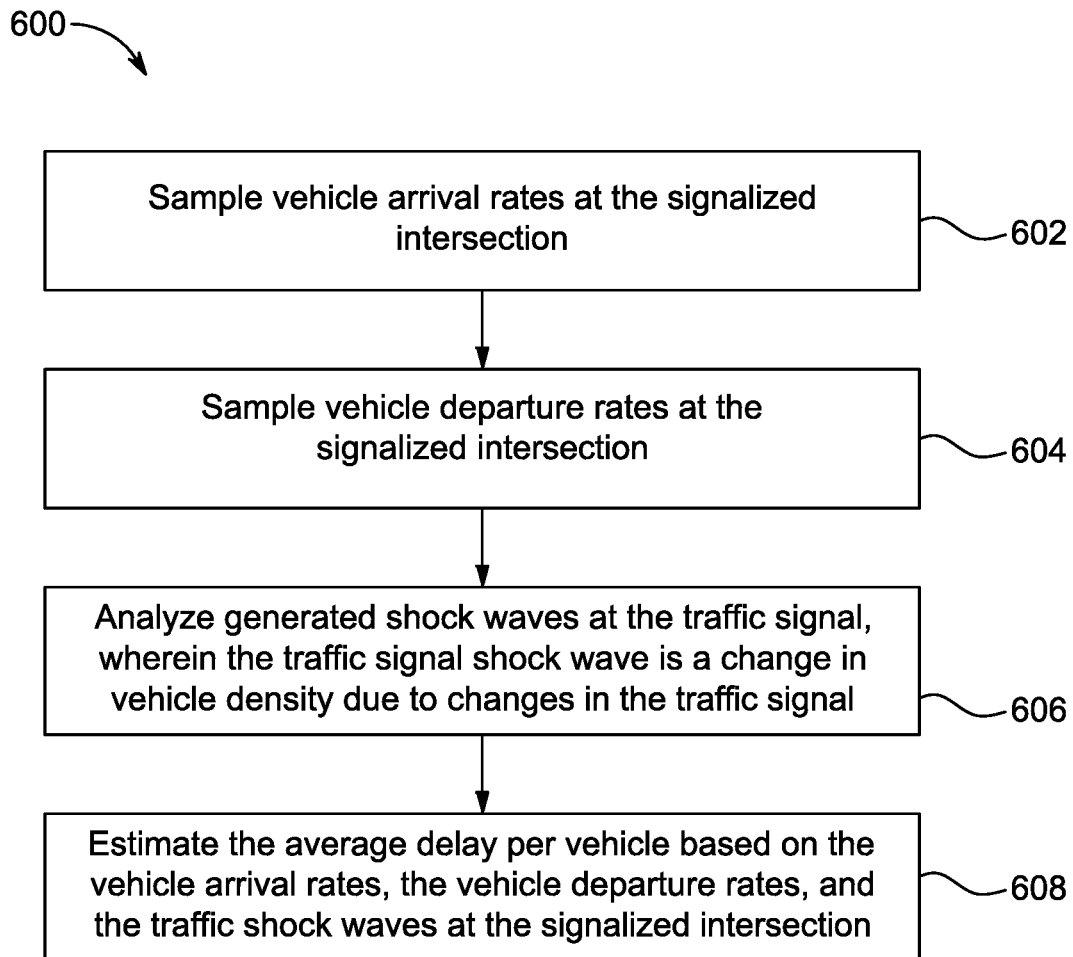 600
Sample vehicle arrival rates at the signalized
intersection
602
Sample vehicle departure rates at the
signalized intersection
604
Analyze generated shock waves at the traffic signal,
wherein the traffic signal shock wave is a change in
vehicle density due to changes in the traffic signal
606
Estimate the average delay per vehicle based on the
vehicle arrival rates, the vehicle departure rates, and
the traffic shock waves at the signalized intersection
608